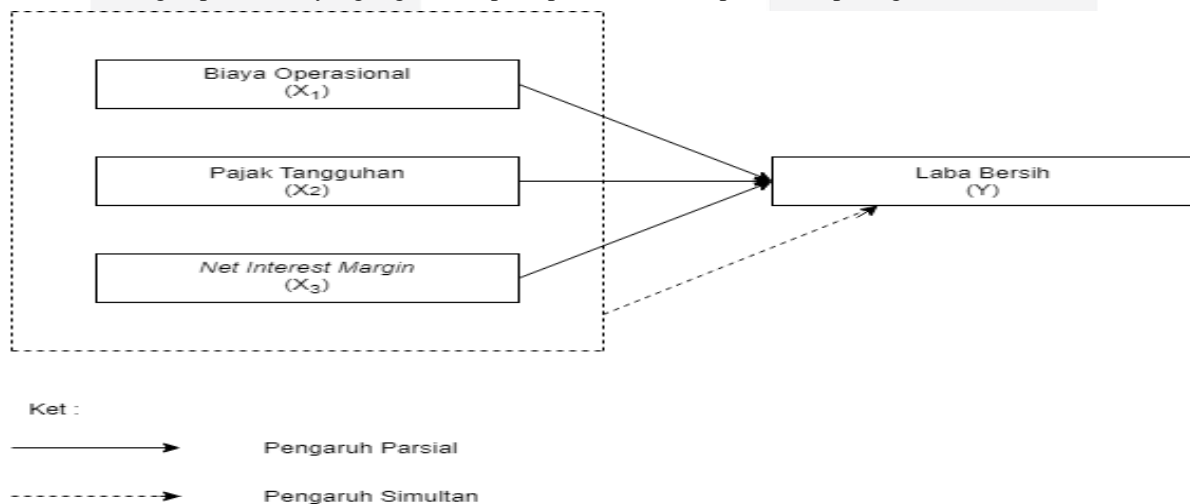 Biaya Operasional
(X₁)
Pajak Tangguhan
(X2)
Net Interest Margin
(X₃)
Laba Bersih
(Y)
Ket :
Pengaruh Parsial
Pengaruh Simultan